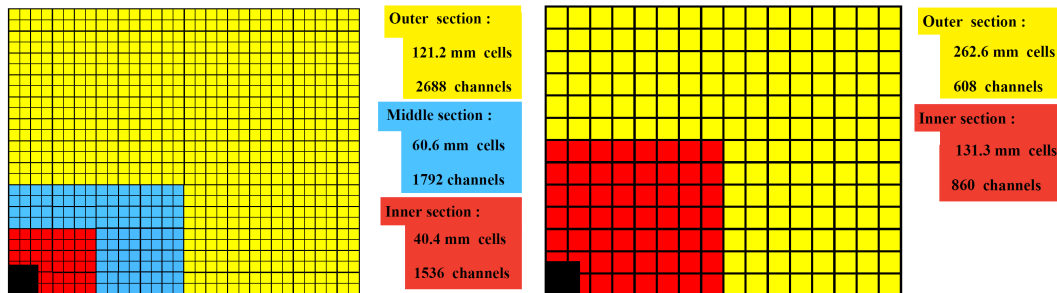 Outer section :
121.2 mm cells
2688 channels
Middle section :
60.6 mm cells
1792 channels
Inner section :
40.4 mm cells
1536 channels
Outer section :
262.6 mm cells
608 channels
Inner section :
131.3 mm cells
860 channels